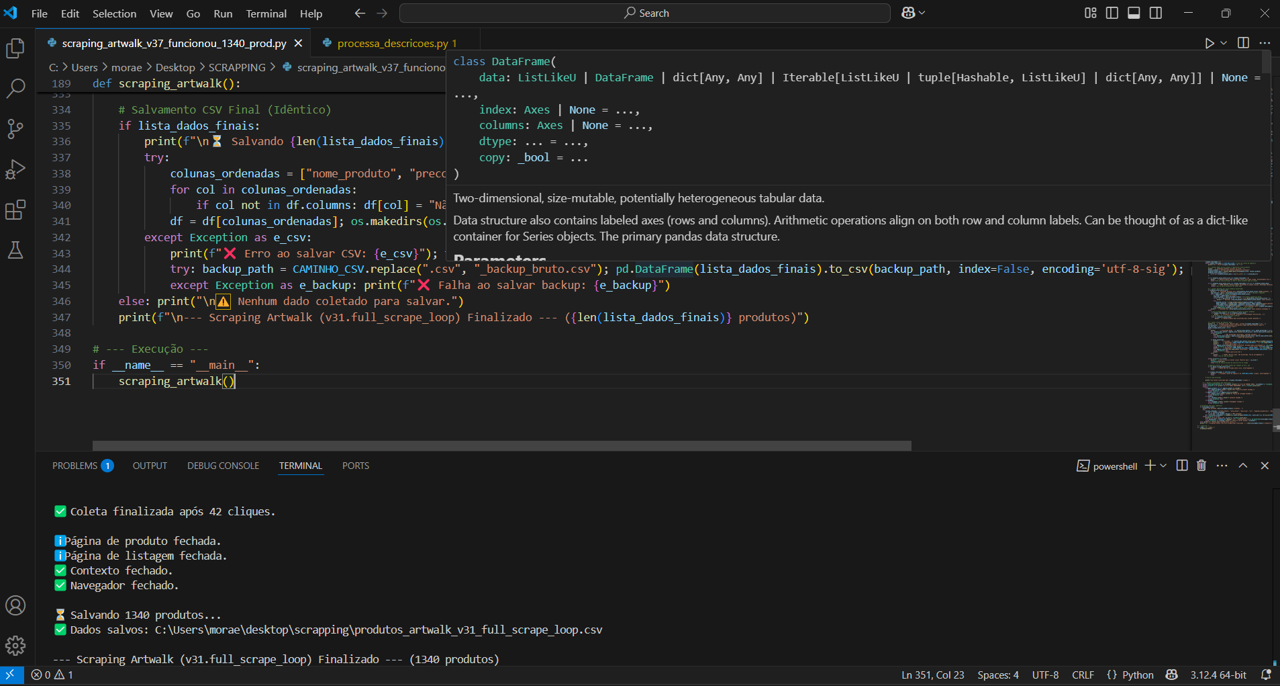 File Edit Selection View Go Run Terminal Help
Search
scraping_artwalk_v37_funcionou_1340_prod.py
processa_descricoes.py 1
C: > Users > morae > Desktop > SCRAPPING > scraping_artwalk_v37_funciono
189 def scraping_artwalk():
333
334 # Salvamento CSV Final (Idêntico)
335 if lista_dados_finais:
336 print(f"\n⏳ Salvando {len(lista_dados_finais)
337 try:
338 colunas_ordenadas = ["nome_produto", "preco
339 for col in colunas_ordenadas:
340 if col not in df.columns: df[col] = "Nã
341 df = df[colunas_ordenadas]; os.makedirs(os.
342 except Exception as e_csv:
343 print(f"❌ Erro ao salvar CSV: {e_csv}");
344 try: backup_path = CAMINHO_CSV.replace(".csv", "_backup_bruto.csv"); pd.DataFrame(lista_dados_finais).to_csv(backup_path, index=False, encoding='utf-8-sig');
345 except Exception as e_backup: print(f"❌ Falha ao salvar backup: {e_backup}")
346 else: print("\n⚠️ Nenhum dado coletado para salvar.")
347 print(f"\n--- Scraping Artwalk (v31.full_scrape_loop) Finalizado --- ({len(lista_dados_finais)} produtos)")
348
349 # --- Execução ---
350 if __name__ == "__main__":
351 scraping_artwalk()
class DataFrame(
data: ListLikeU | DataFrame | dict[Any, Any] | Iterable[ListLikeU | tuple[Hashable, ListLikeU] | dict[Any, Any]] | None =
...,
index: Axes | None = ...,
columns: Axes | None = ...,
dtype: ... = ...,
copy: _bool = ...
)
Two-dimensional, size-mutable, potentially heterogeneous tabular data.
Data structure also contains labeled axes (rows and columns). Arithmetic operations align on both row and column labels. Can be thought of as a dict-like
container for Series objects. The primary pandas data structure.
Parameters
PROBLEMS 1 OUTPUT DEBUG CONSOLE TERMINAL PORTS
powershell
✅ Coleta finalizada após 42 cliques.
ℹ️Página de produto fechada.
ℹ️Página de listagem fechada.
✅ Contexto fechado.
✅ Navegador fechado.
⏳ Salvando 1340 produtos...
✅ Dados salvos: C:\Users\morae\desktop\scrapping\produtos_artwalk_v31_full_scrape_loop.csv
--- Scraping Artwalk (v31.full_scrape_loop) Finalizado --- (1340 produtos)
0 1
Ln 351, Col 23 Spaces: 4 UTF-8 CRLF {} Python 3.12.4 64-bit